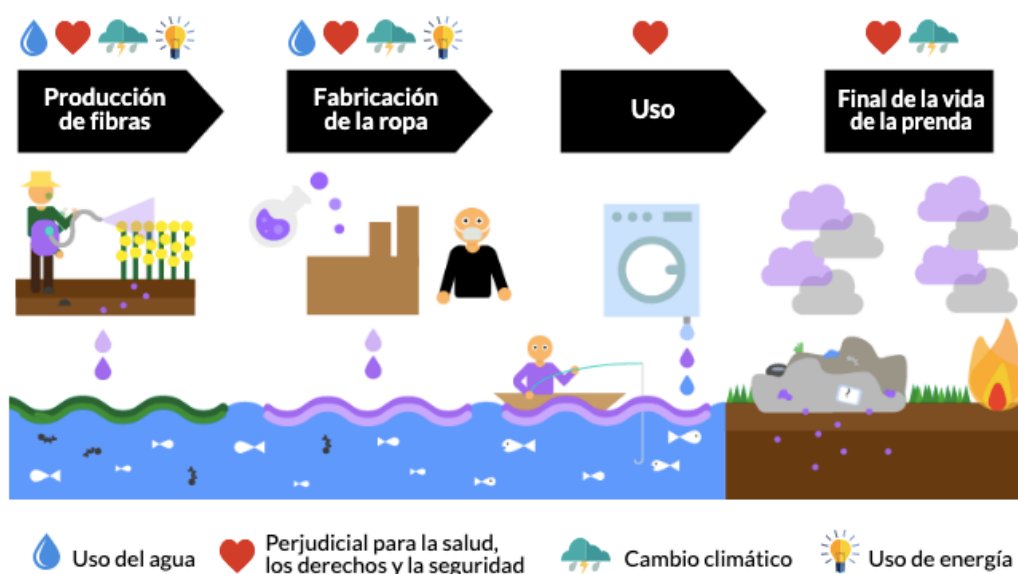 Producción
de fibras
Fabricación
de la ropa
Uso
Final de la vida
de la prenda
Uso del agua
Perjudicial para la salud,
los derechos y la seguridad
Cambio climático
Uso de energía